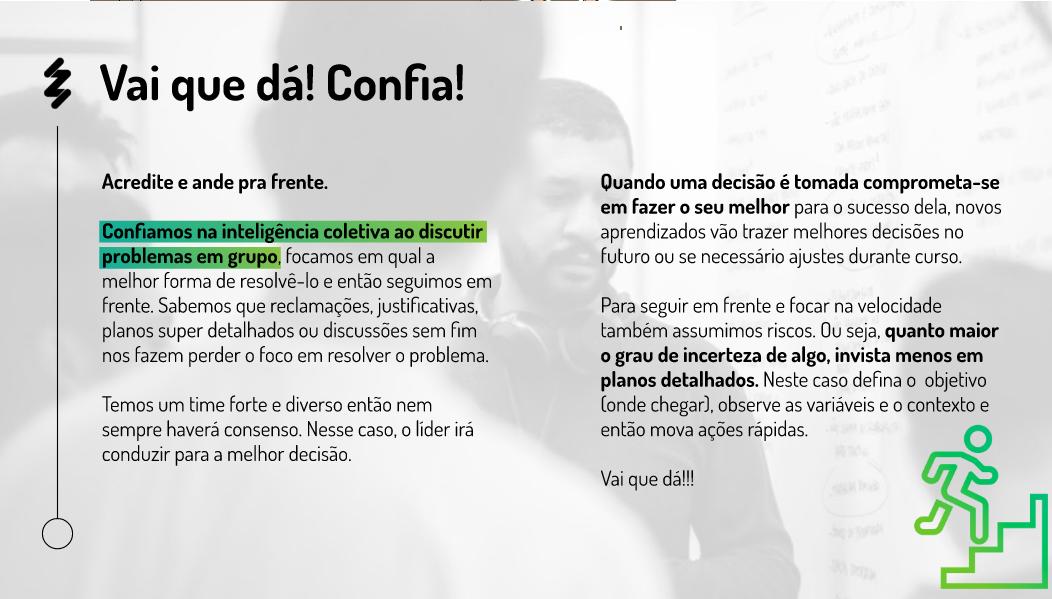 Vai que dá! Confia!
Acredite e ande pra frente.
Confiamos na inteligência coletiva ao discutir
problemas em grupo, focamos em qual a
melhor forma de resolvê-lo e então seguimos em
frente. Sabemos que reclamações, justificativas,
planos super detalhados ou discussões sem fim
nos fazem perder o foco em resolver o problema.
Temos um time forte e diverso então nem
sempre haverá consenso. Nesse caso, o líder irá
conduzir para a melhor decisão.
Quando uma decisão é tomada comprometa-se
em fazer o seu melhor para o sucesso dela, novos
aprendizados vão trazer melhores decisões no
futuro ou se necessário ajustes durante curso.
Para seguir em frente e focar na velocidade
também assumimos riscos. Ou seja, quanto maior
o grau de incerteza de algo, invista menos em
planos detalhados. Neste caso defina o  objetivo
(onde chegar), observe as variáveis e o contexto e
então mova ações rápidas.
Vai que dá!!!